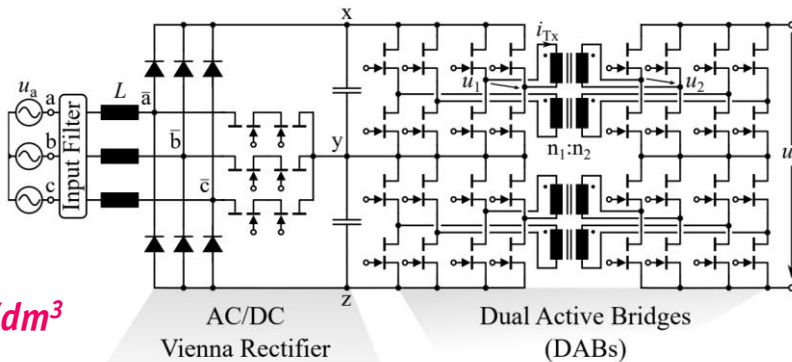 x
i_Tx
u_a
a
L
a̅
u_1
u_2
b
b̅
y
n_1:n_2
u
c
c̅
Input Filter
z
dm³
AC/DC
Vienna Rectifier
Dual Active Bridges
(DABs)